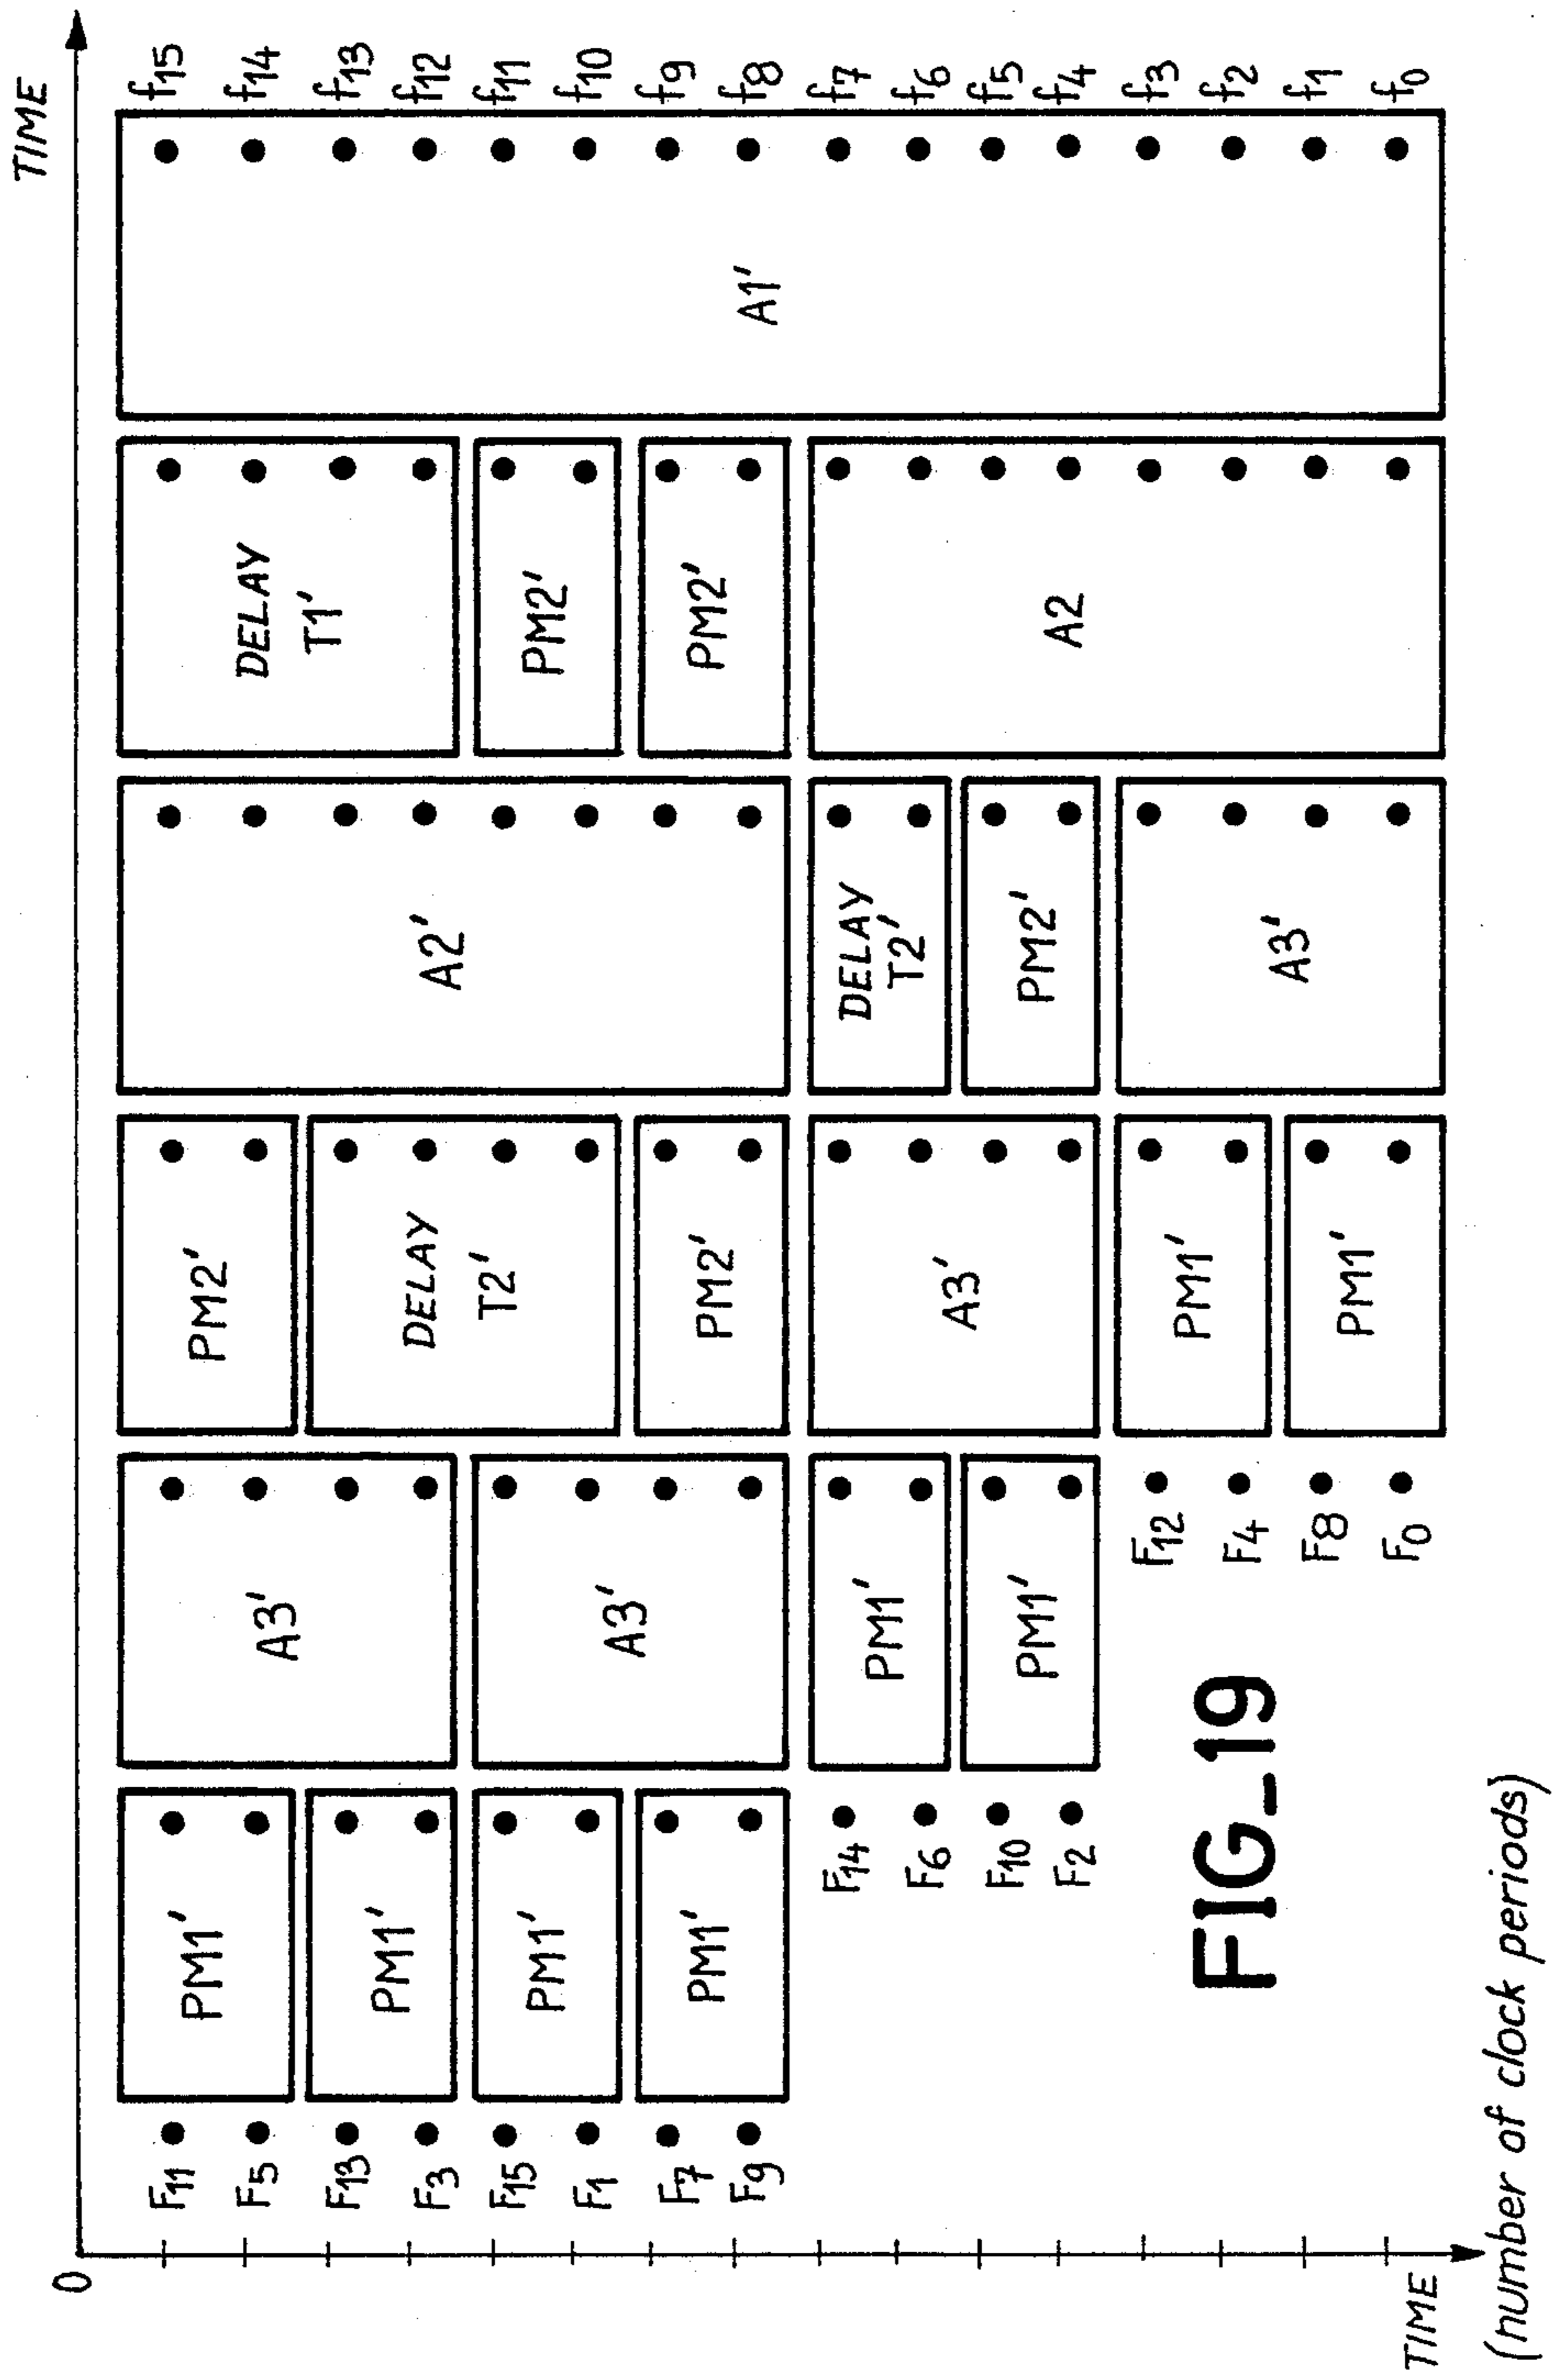 0
TIME
F11
F5
F13
F3
F15
F1
F7
F9
PM1'
PM1'
PM1'
PM1'
F14
F6
F10
F2
A3'
A3'
PM1'
PM1'
F12
F4
F8
F0
PM2'
DELAY
T2'
PM2'
A3'
PM1'
PM1'
A2'
DELAY
T2'
PM2'
A3'
DELAY
T1'
PM2'
PM2'
A2
A1'
f15
f14
f13
f12
f11
f10
f9
f8
f7
f6
f5
f4
f3
f2
f1
f0
TIME
(number of clock periods)
FIG_19